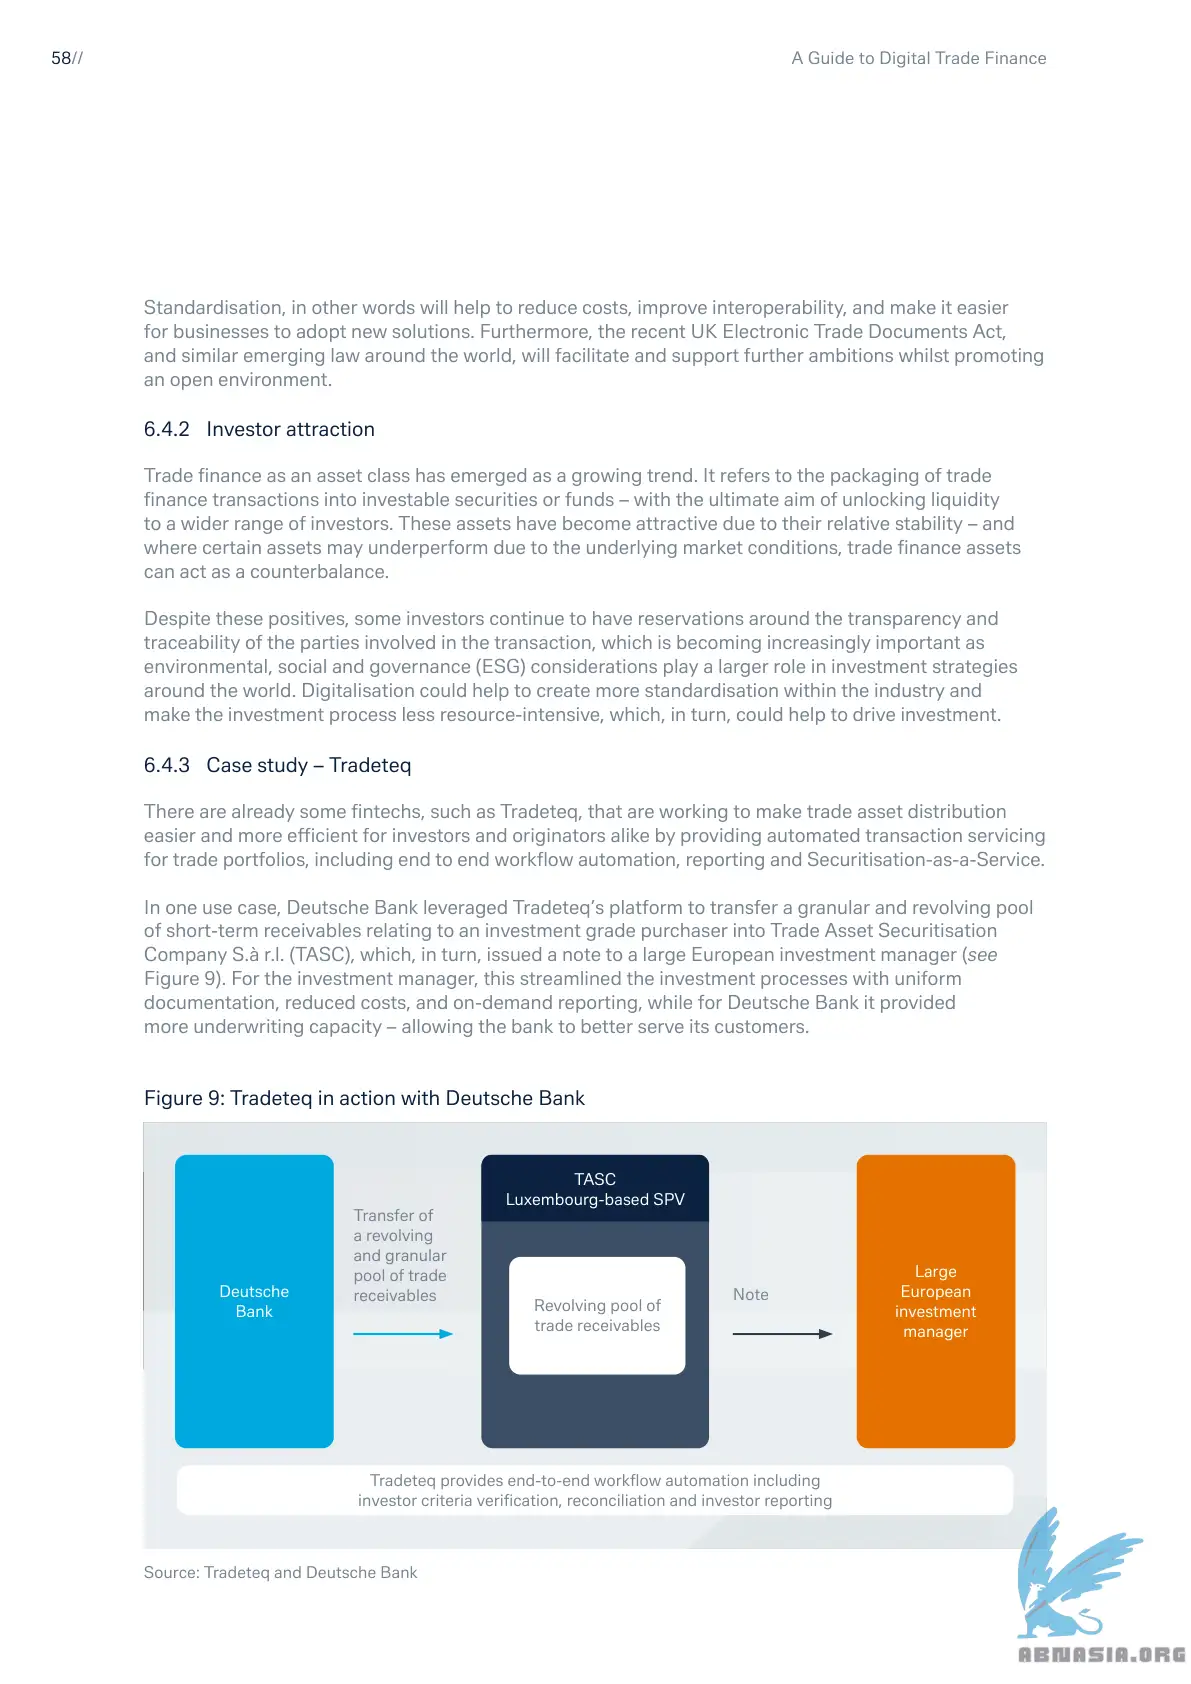 58//
A Guide to Digital Trade Finance
Standardisation, in other words will help to reduce costs, improve interoperability, and make it easier
for businesses to adopt new solutions. Furthermore, the recent UK Electronic Trade Documents Act,
and similar emerging law around the world, will facilitate and support further ambitions whilst promoting
an open environment.
6.4.2 Investor attraction
Trade finance as an asset class has emerged as a growing trend. It refers to the packaging of trade
finance transactions into investable securities or funds – with the ultimate aim of unlocking liquidity
to a wider range of investors. These assets have become attractive due to their relative stability – and
where certain assets may underperform due to the underlying market conditions, trade finance assets
can act as a counterbalance.
Despite these positives, some investors continue to have reservations around the transparency and
traceability of the parties involved in the transaction, which is becoming increasingly important as
environmental, social and governance (ESG) considerations play a larger role in investment strategies
around the world. Digitalisation could help to create more standardisation within the industry and
make the investment process less resource-intensive, which, in turn, could help to drive investment.
6.4.3 Case study – Tradeteq
There are already some fintechs, such as Tradeteq, that are working to make trade asset distribution
easier and more efficient for investors and originators alike by providing automated transaction servicing
for trade portfolios, including end to end workflow automation, reporting and Securitisation-as-a-Service.
In one use case, Deutsche Bank leveraged Tradeteq’s platform to transfer a granular and revolving pool
of short-term receivables relating to an investment grade purchaser into Trade Asset Securitisation
Company S.à r.l. (TASC), which, in turn, issued a note to a large European investment manager (see
Figure 9). For the investment manager, this streamlined the investment processes with uniform
documentation, reduced costs, and on-demand reporting, while for Deutsche Bank it provided
more underwriting capacity – allowing the bank to better serve its customers.
Figure 9: Tradeteq in action with Deutsche Bank
Deutsche
Bank
Transfer of
a revolving
and granular
pool of trade
receivables
TASC
Luxembourg-based SPV
Revolving pool of
trade receivables
Note
Large
European
investment
manager
Tradeteq provides end-to-end workflow automation including
investor criteria verification, reconciliation and investor reporting
Source: Tradeteq and Deutsche Bank
ABNASIA.ORG